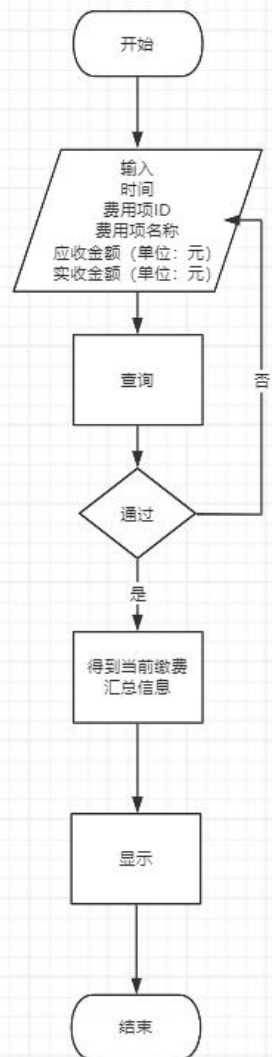 开始
输入
时间
费用项ID
费用项名称
应收金额（单位：元）
实收金额（单位：元）
查询
否
通过
是
得到当前缴费
汇总信息
显示
结束